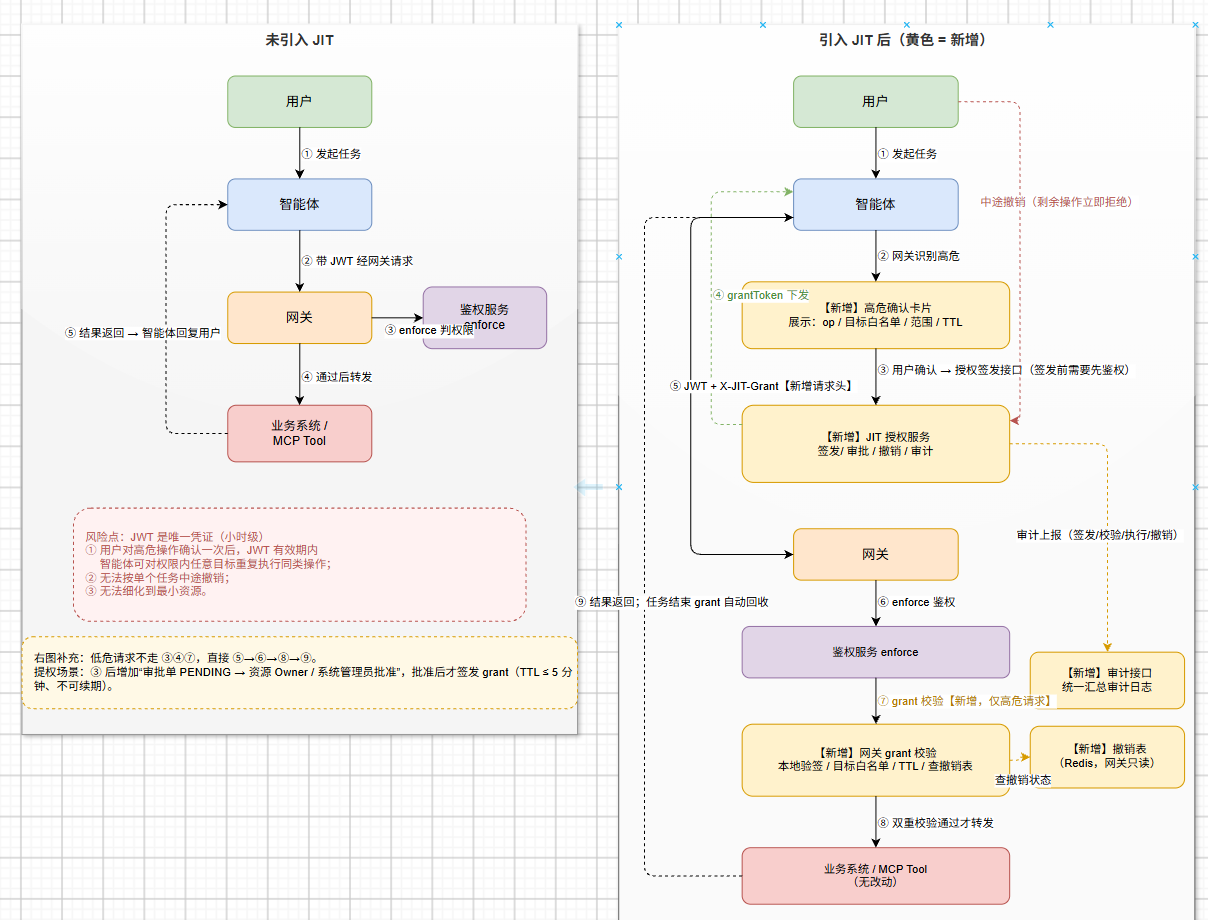 未引入 JIT
用户
① 发起任务
智能体
② 带 JWT 经网关请求
网关
鉴权服务
enforce
③ enforce 判权限
⑤ 结果返回 → 智能体回复用户
④ 通过后转发
业务系统 /
MCP Tool
风险点：JWT 是唯一凭证（小时级）
① 用户对高危操作确认一次后，JWT 有效期内
智能体可对权限内任意目标重复执行同类操作；
② 无法按单个任务中途撤销；
③ 无法细化到最小资源。
右图补充：低危请求不走 ③④⑦，直接 ⑤→⑥→⑧→⑨。
提权场景：③ 后增加“审批单 PENDING → 资源 Owner / 系统管理员批准”，批准后才签发 grant（TTL ≤ 5 分
钟、不可续期）。
引入 JIT 后（黄色 = 新增）
用户
① 发起任务
智能体
中途撤销（剩余操作立即拒绝）
② 网关识别高危
④ grantToken 下发
【新增】高危确认卡片
展示：op / 目标白名单 / 范围 / TTL
③ 用户确认 → 授权签发接口（签发前需要先鉴权）
⑤ JWT + X-JIT-Grant【新增请求头】
【新增】JIT 授权服务
签发/ 审批 / 撤销 / 审计
审计上报（签发/校验/执行/撤销）
网关
⑨ 结果返回；任务结束 grant 自动回收
⑥ enforce 鉴权
鉴权服务 enforce
【新增】审计接口
统一汇总审计日志
⑦ grant 校验【新增，仅高危请求】
【新增】网关 grant 校验
本地验签 / 目标白名单 / TTL / 查撤销表
【新增】撤销表
（Redis，网关只读）
查撤销状态
⑧ 双重校验通过才转发
业务系统 / MCP Tool
（无改动）